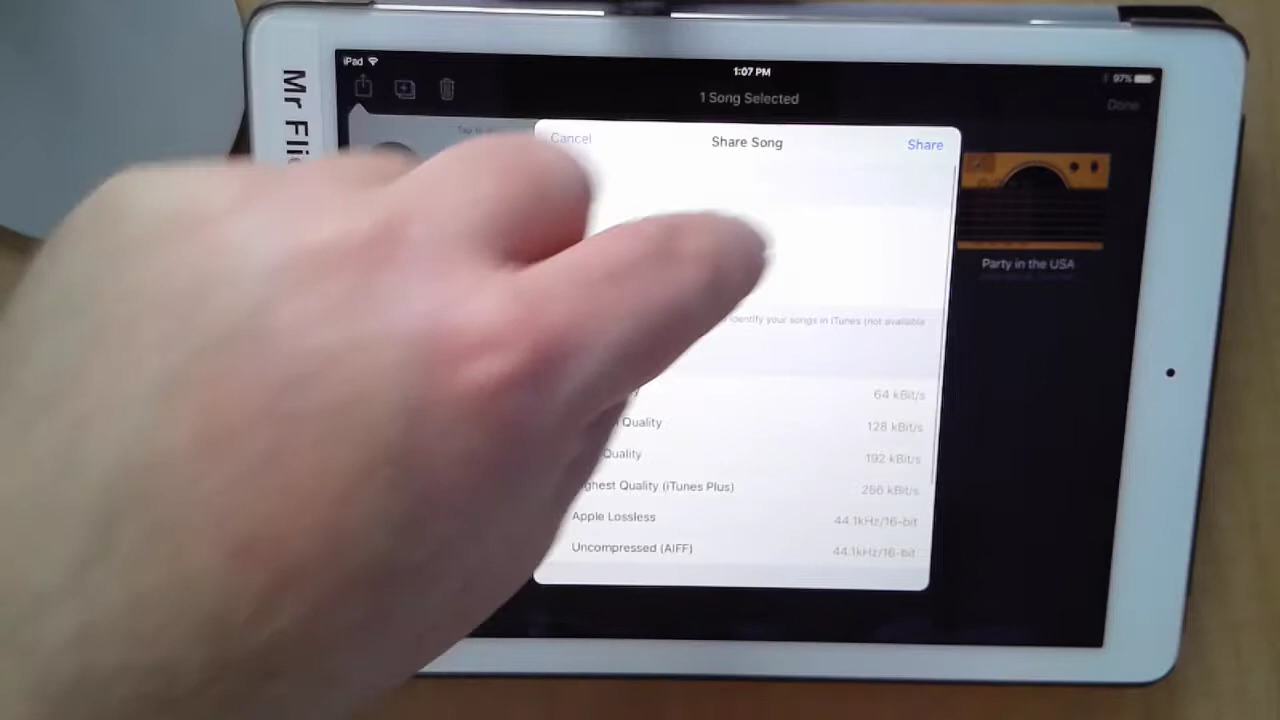 Mr Fli
iPad
1:07 PM
97%
1 Song Selected
Done
Cancel
Share Song
Share
Party in the USA
identify your songs in iTunes (not available
64 kBit/s
Quality
128 kBit/s
Quality
192 kBit/s
ghest Quality (iTunes Plus)
256 kBit/s
Apple Lossless
44.1kHz/16-bit
Uncompressed (AIFF)
44.1kHz/16-bit